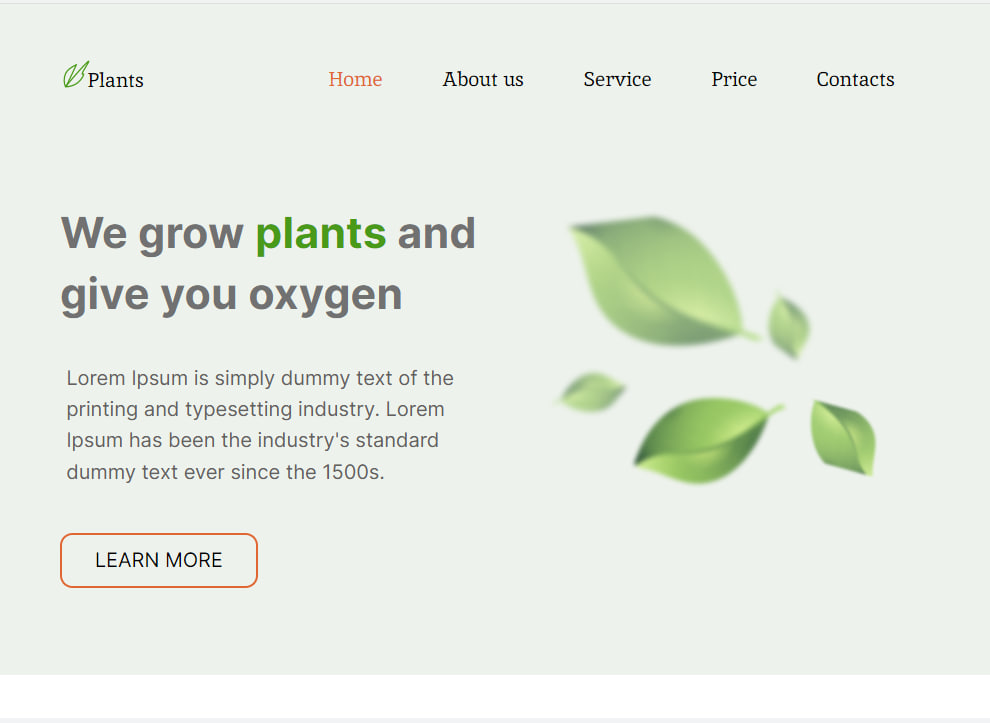 Plants Home About us Service Price Contacts
We grow plants and
give you oxygen
Lorem Ipsum is simply dummy text of the
printing and typesetting industry. Lorem
Ipsum has been the industry's standard
dummy text ever since the 1500s.
LEARN MORE